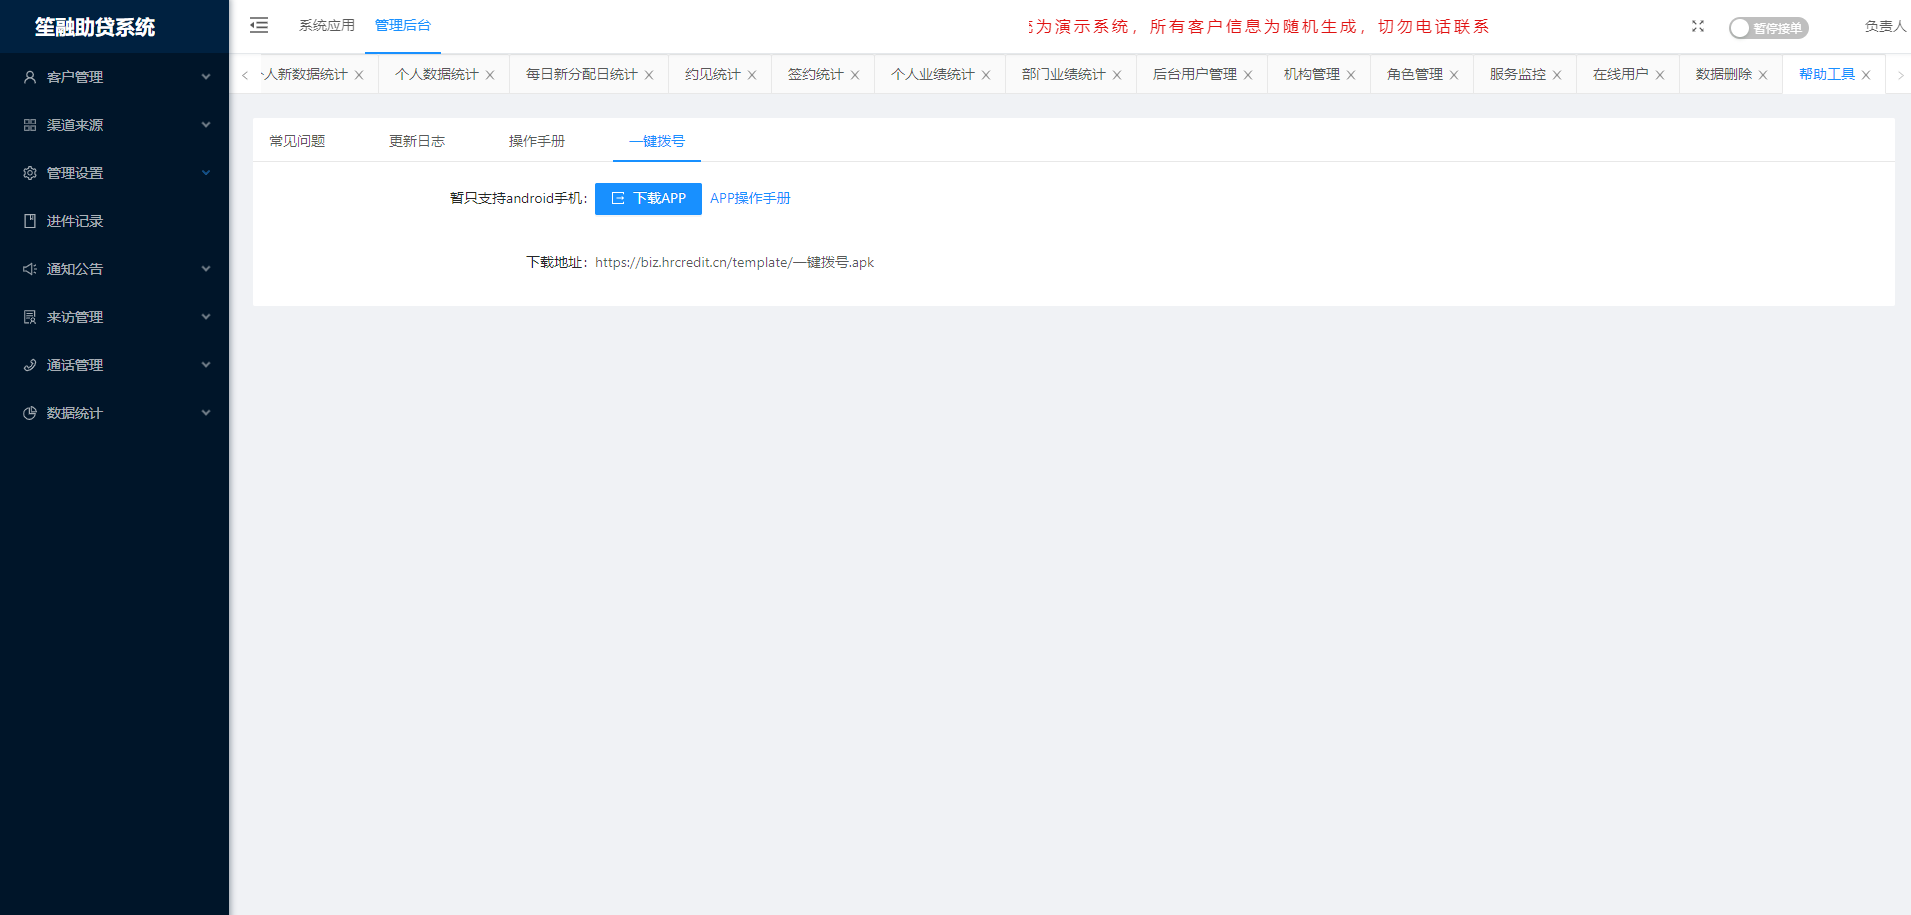 笙融助贷系统
系统应用
管理后台
为演示系统，所有客户信息为随机生成，切勿电话联系
暂停接单
负责人
客户管理
渠道来源
管理设置
进件记录
通知公告
来访管理
通话管理
数据统计
人新数据统计
个人数据统计
每日新分配日统计
约见统计
签约统计
个人业绩统计
部门业绩统计
后台用户管理
机构管理
角色管理
服务监控
在线用户
数据删除
帮助工具
常见问题
更新日志
操作手册
一键拨号
暂只支持android手机：
下载APP
APP操作手册
下载地址：https://biz.hrcredit.cn/template/一键拨号.apk